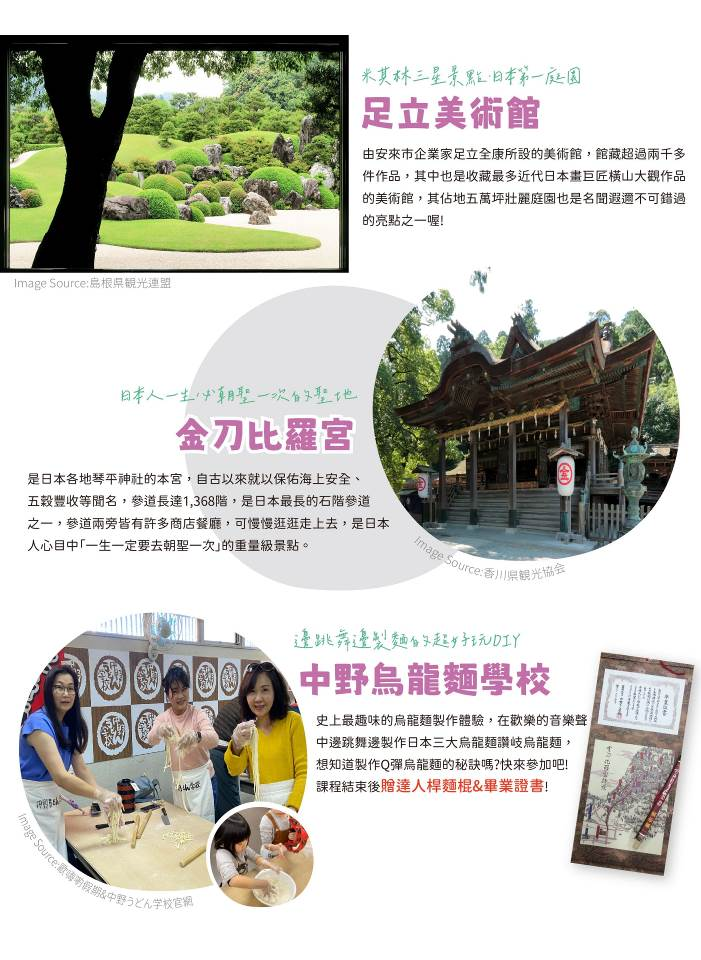 米其林三星景點·日本第一庭園
足立美術館
由安來市企業家足立全康所設的美術館，館藏超過兩千多
件作品，其中也是收藏最多近代日本畫巨匠橫山大觀作品
的美術館，其佔地五萬坪壯麗庭園也是名聞遐邇不可錯過
的亮點之一喔!
Image Source:島根県観光連盟
日本人一生必朝聖一次的聖地
金刀比羅宮
是日本各地琴平神社的本宮，自古以來就以保佑海上安全、
五穀豐收等聞名，參道長達1,368階，是日本最長的石階參道
之一，參道兩旁皆有許多商店餐廳，可慢慢逛逛走上去，是日本
人心目中｢一生一定要去朝聖一次｣的重量級景點。
Image Source:香川県観光協会
邊跳舞邊製麵的超好玩DIY
中野烏龍麵學校
史上最趣味的烏龍麵製作體驗，在歡樂的音樂聲
中邊跳舞邊製作日本三大烏龍麵讚岐烏龍麵，
想知道製作Q彈烏龍麵的秘訣嗎?快來參加吧!
課程結束後贈達人桿麵棍&畢業證書!
Image Source:歐嗨喲假期&中野うどん学校官網